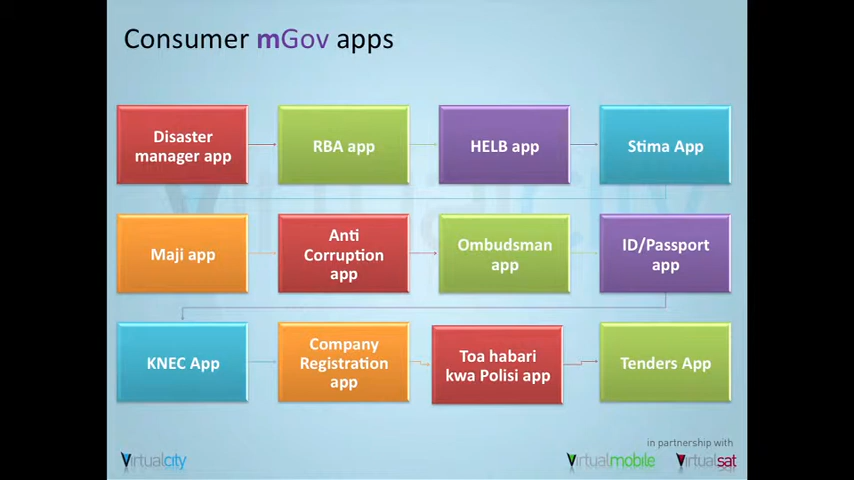 Consumer mGov apps
Disaster
manager app
RBA app
HELB app
Stima App
Maji app
Anti
Corruption
app
Ombudsman
app
ID/Passport
app
KNEC App
Company
Registration
app
Toa habari
kwa Polisi app
Tenders App
in partnership with
Virtualcity
Virtualmobile
Virtualsat